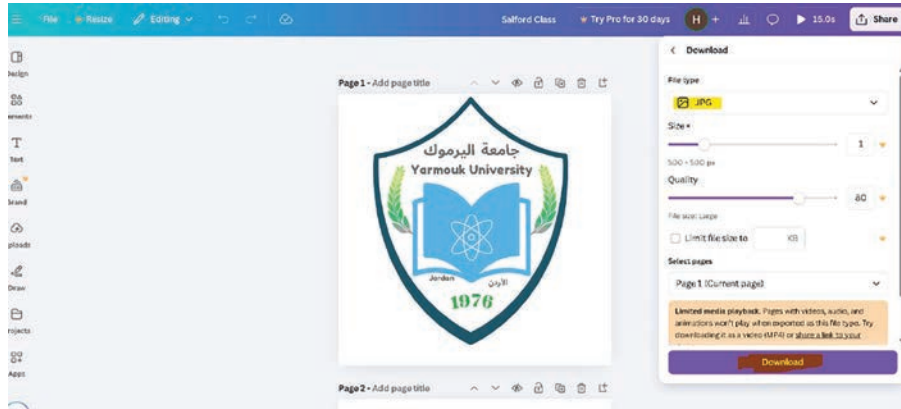 File
Resize
Editing
Salford Class
Try Pro for 30 days
H
+
15.0s
Share
Design
Elements
Text
Brand
Uploads
Draw
Projects
Apps
Page 1 - Add page title
جامعة اليرموك
Yarmouk University
Jordan
الأردن
1976
Page 2 - Add page title
Download
File type
JPG
Size ×
1
500 × 500 px
Quality
80
File size: Large
Limit file size to
KB
Select pages
Page 1 (Current page)
Limited media playback. Pages with videos, audio, and
animations won't play when exported as this file type. Try
downloading it as a video (MP4) or share a link to your
Download